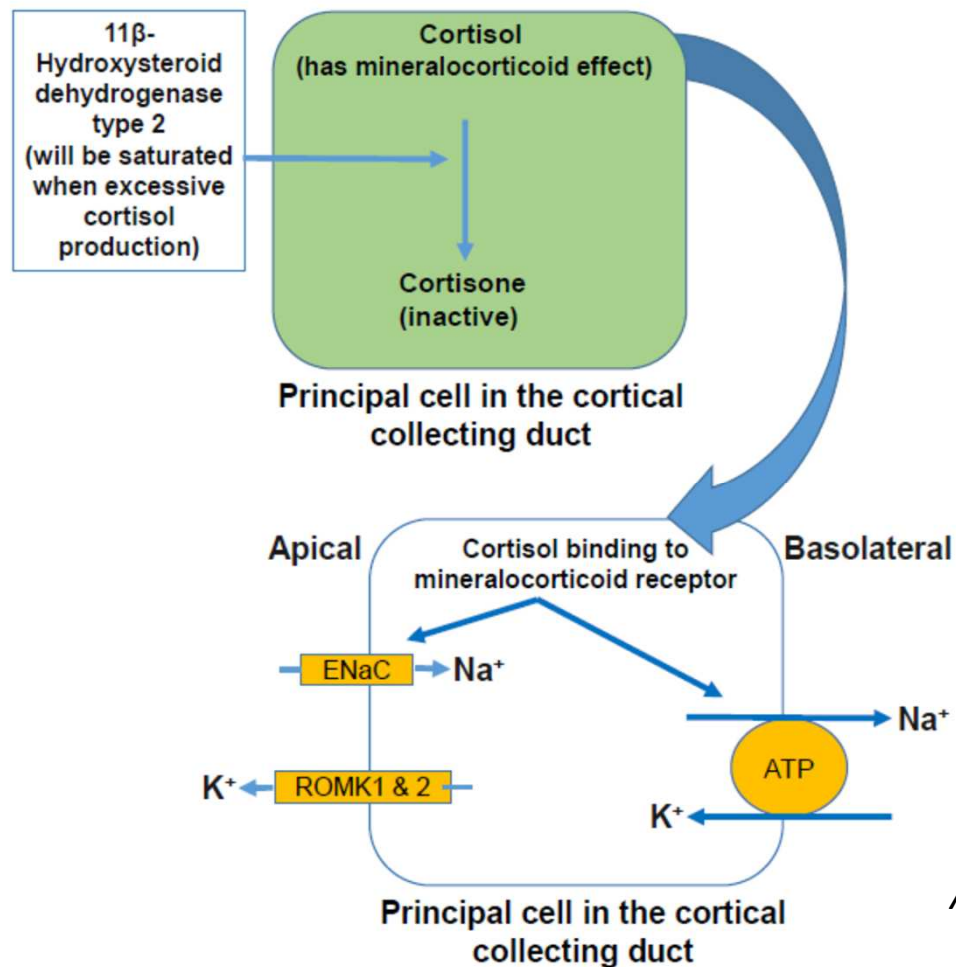 11β-
Hydroxysteroid
dehydrogenase
type 2
(will be saturated
when excessive
cortisol
production)
Cortisol
(has mineralocorticoid effect)
Cortisone
(inactive)
Principal cell in the cortical
collecting duct
Apical
Cortisol binding to
mineralocorticoid receptor
Basolateral
ENaC
Na⁺
Na⁺
ATP
K⁺
ROMK1 & 2
K⁺
Principal cell in the cortical
collecting duct